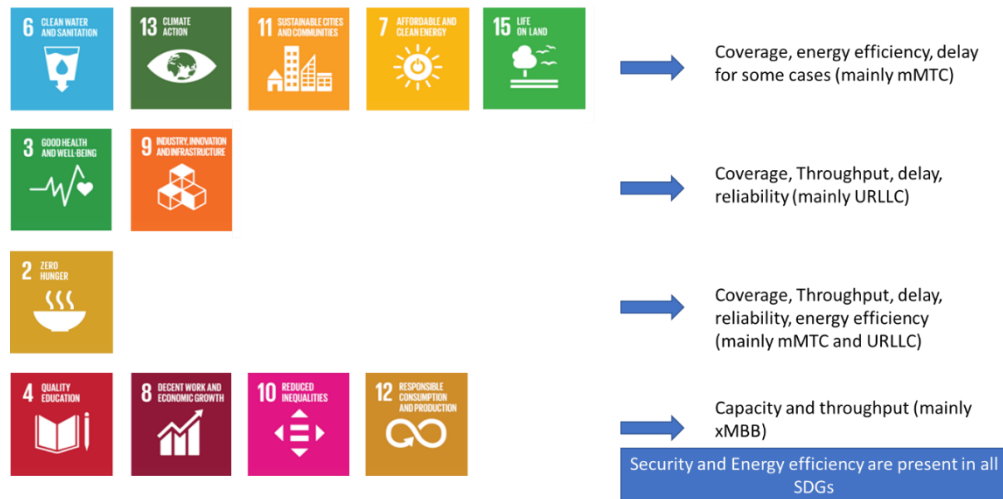 6 CLEAN WATER
AND SANITATION
13 CLIMATE
ACTION
11 SUSTAINABLE CITIES
AND COMMUNITIES
7 AFFORDABLE AND
CLEAN ENERGY
15 LIFE
ON LAND
Coverage, energy efficiency, delay
for some cases (mainly mMTC)
3 GOOD HEALTH
AND WELL-BEING
9 INDUSTRY, INNOVATION
AND INFRASTRUCTURE
Coverage, Throughput, delay,
reliability (mainly URLLC)
2 ZERO
HUNGER
Coverage, Throughput, delay,
reliability, energy efficiency
(mainly mMTC and URLLC)
4 QUALITY
EDUCATION
8 DECENT WORK AND
ECONOMIC GROWTH
10 REDUCED
INEQUALITIES
12 RESPONSIBLE
CONSUMPTION
AND PRODUCTION
Capacity and throughput (mainly
xMBB)
Security and Energy efficiency are present in all
SDGs